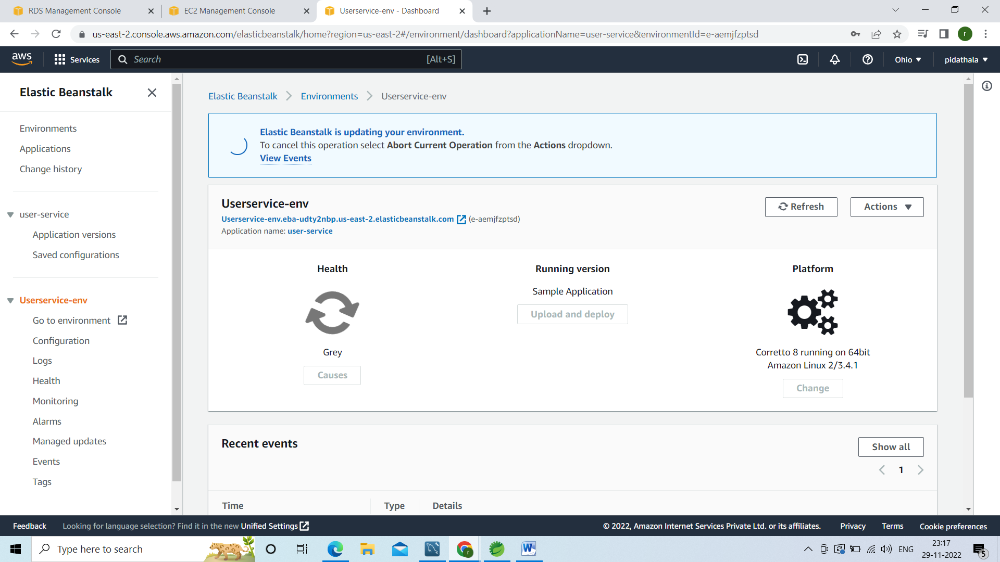 RDS Management Console
EC2 Management Console
Userservice-env - Dashboard
us-east-2.console.aws.amazon.com/elasticbeanstalk/home?region=us-east-2#/environment/dashboard?applicationName=user-service&environmentId=e-aemjfzptsd
r
aws
Services
Search
[Alt+S]
Ohio
pidathala
Elastic Beanstalk
Environments
Applications
Change history
user-service
Application versions
Saved configurations
Userservice-env
Go to environment
Configuration
Logs
Health
Monitoring
Alarms
Managed updates
Events
Tags
Elastic Beanstalk
Environments
Userservice-env
Elastic Beanstalk is updating your environment.
To cancel this operation select Abort Current Operation from the Actions dropdown.
View Events
Userservice-env
Userservice-env.eba-udty2nbp.us-east-2.elasticbeanstalk.com (e-aemjfzptsd)
Application name: user-service
Refresh
Actions
Health
Grey
Causes
Running version
Sample Application
Upload and deploy
Platform
Corretto 8 running on 64bit
Amazon Linux 2/3.4.1
Change
Recent events
Show all
1
Time
Type
Details
Feedback
Looking for language selection? Find it in the new Unified Settings
© 2022, Amazon Internet Services Private Ltd. or its affiliates.
Privacy
Terms
Cookie preferences
Type here to search
ENG
23:17
29-11-2022
5